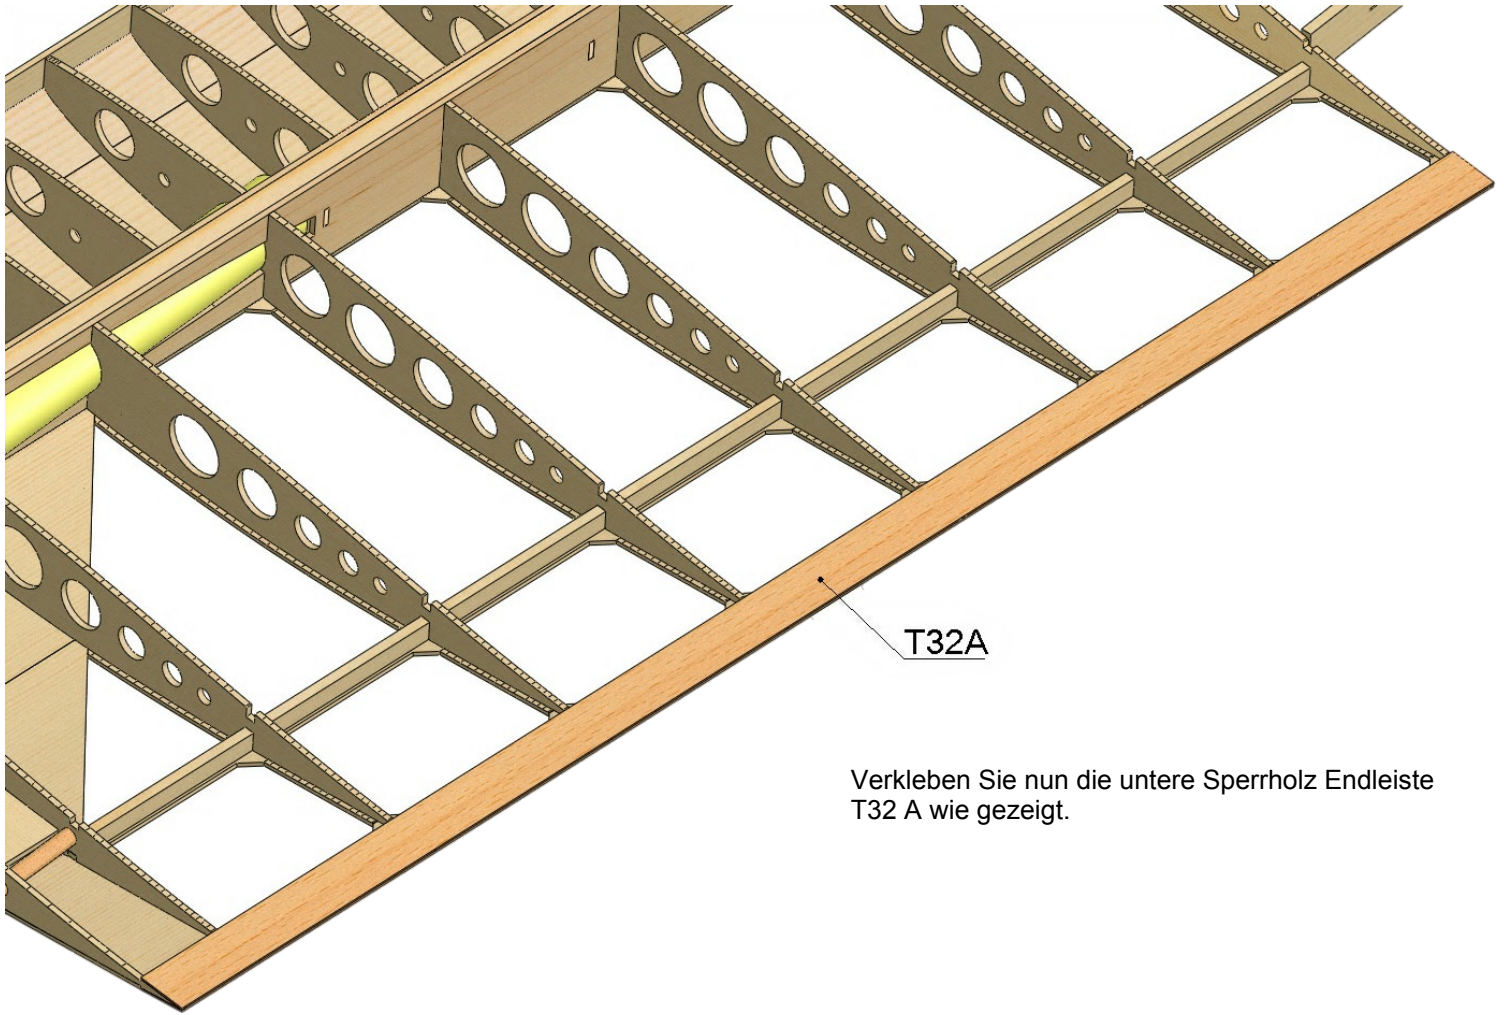 T32A
Verkleben Sie nun die untere Sperrholz Endleiste
T32 A wie gezeigt.